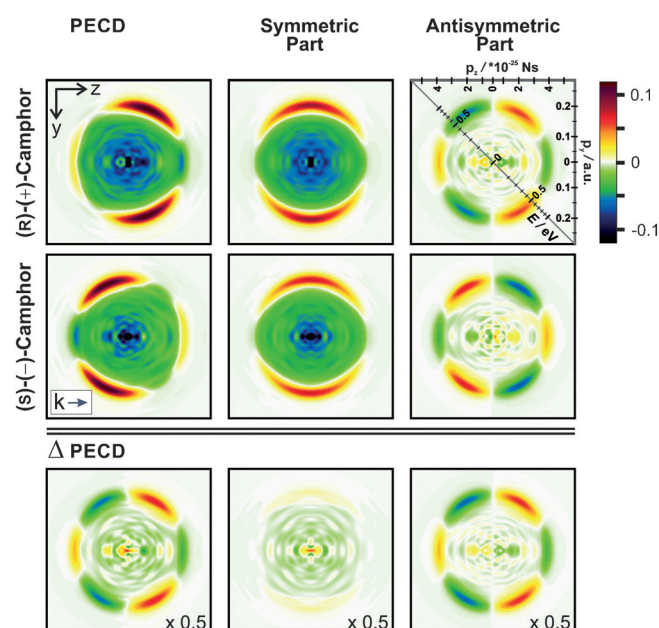 PECD
Symmetric
Part
Antisymmetric
Part
p_z / *10^-25 Ns
4 2 0 2 4
z
y
0.5
0
0.5
E / eV
0.2
0.1
0
0.1
0.2
p_y / a.u.
0.1
0
-0.1
(R)-(+)-Camphor
(S)-(−)-Camphor
k
Δ PECD
x 0.5
x 0.5
x 0.5